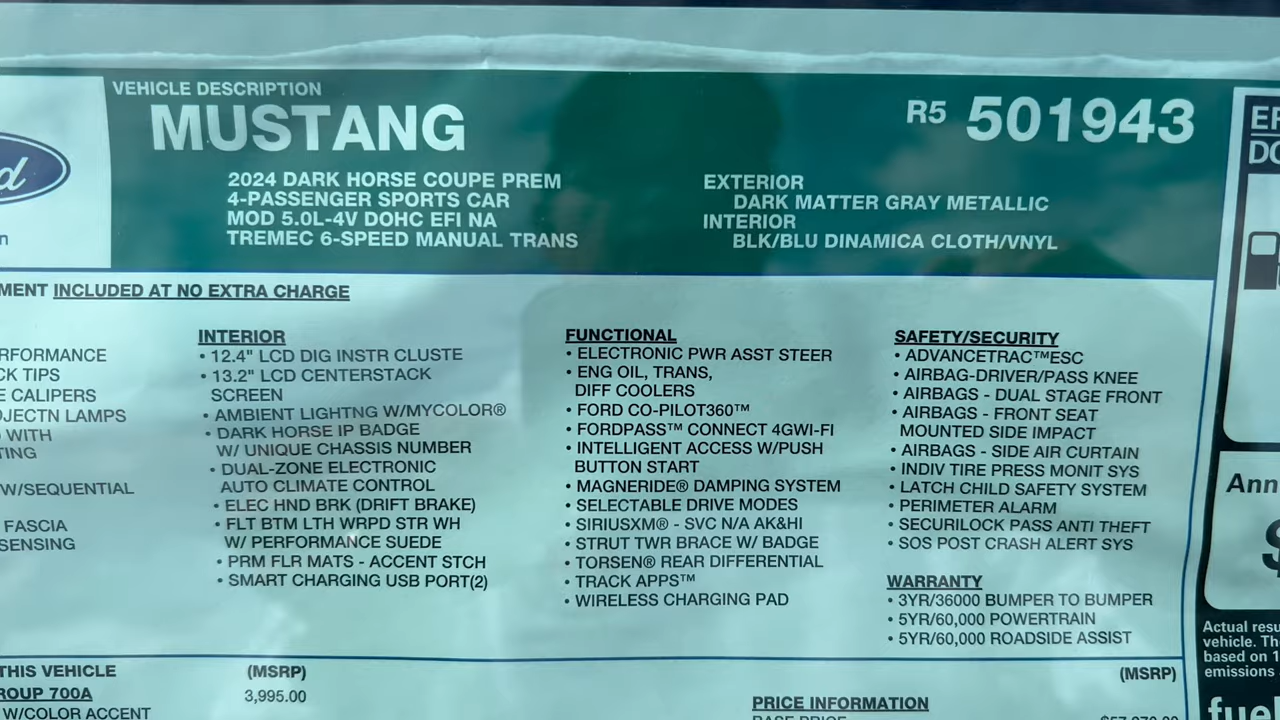 VEHICLE DESCRIPTION
MUSTANG
R5 501943
2024 DARK HORSE COUPE PREM
4-PASSENGER SPORTS CAR
MOD 5.0L-4V DOHC EFI NA
TREMEC 6-SPEED MANUAL TRANS
EXTERIOR
DARK MATTER GRAY METALLIC
INTERIOR
BLK/BLU DINAMICA CLOTH/VNYL
INCLUDED AT NO EXTRA CHARGE
CK TIPS
E CALIPERS
LAMPS
WITH
W/SEQUENTIAL
FASCIA
SENSING
INTERIOR
• 12.4" LCD DIG INSTR CLUSTE
• 13.2" LCD CENTERSTACK
SCREEN
• AMBIENT LIGHTNG W/MYCOLOR®
• DARK HORSE IP BADGE
W/ UNIQUE CHASSIS NUMBER
• DUAL-ZONE ELECTRONIC
AUTO CLIMATE CONTROL
• ELEC HND BRK (DRIFT BRAKE)
• FLT BTM LTH WRPD STR WH
W/ PERFORMANCE SUEDE
• PRM FLR MATS - ACCENT STCH
• SMART CHARGING USB PORT(2)
FUNCTIONAL
• ELECTRONIC PWR ASST STEER
• ENG OIL, TRANS,
DIFF COOLERS
• FORD CO-PILOT360™
• FORDPASS™ CONNECT 4GWI-FI
• INTELLIGENT ACCESS W/PUSH
BUTTON START
• MAGNERIDE® DAMPING SYSTEM
• SELECTABLE DRIVE MODES
• SIRIUSXM® - SVC N/A AK&HI
• STRUT TWR BRACE W/ BADGE
• TORSEN® REAR DIFFERENTIAL
• TRACK APPS™
• WIRELESS CHARGING PAD
SAFETY/SECURITY
• ADVANCETRAC™ESC
• AIRBAG-DRIVER/PASS KNEE
• AIRBAGS - DUAL STAGE FRONT
• AIRBAGS - FRONT SEAT
MOUNTED SIDE IMPACT
• AIRBAGS - SIDE AIR CURTAIN
• INDIV TIRE PRESS MONIT SYS
• LATCH CHILD SAFETY SYSTEM
• PERIMETER ALARM
• SECURILOCK PASS ANTI THEFT
• SOS POST CRASH ALERT SYS
WARRANTY
• 3YR/36000 BUMPER TO BUMPER
• 5YR/60,000 POWERTRAIN
• 5YR/60,000 ROADSIDE ASSIST
THIS VEHICLE (MSRP)
ROUP 700A
3,995.00
W/COLOR ACCENT
(MSRP)
PRICE INFORMATION
BASE PRICE
Ann
$
Actual resu
vehicle. Th
based on 1
emissions
fuel